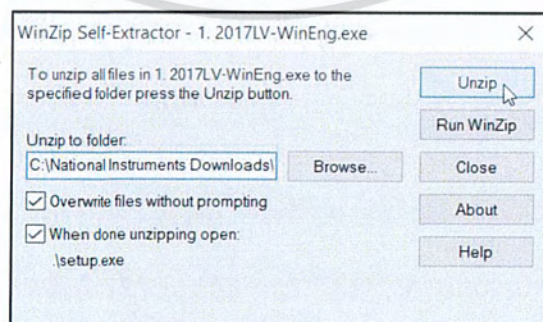 WinZip Self-Extractor - 1. 2017LV-WinEng.exe
To unzip all files in 1. 2017LV-WinEng.exe to the
specified folder press the Unzip button.
Unzip to folder:
C:\National Instruments Downloads\
Browse...
Overwrite files without prompting
When done unzipping open:
.\setup.exe
Unzip
Run WinZip
Close
About
Help